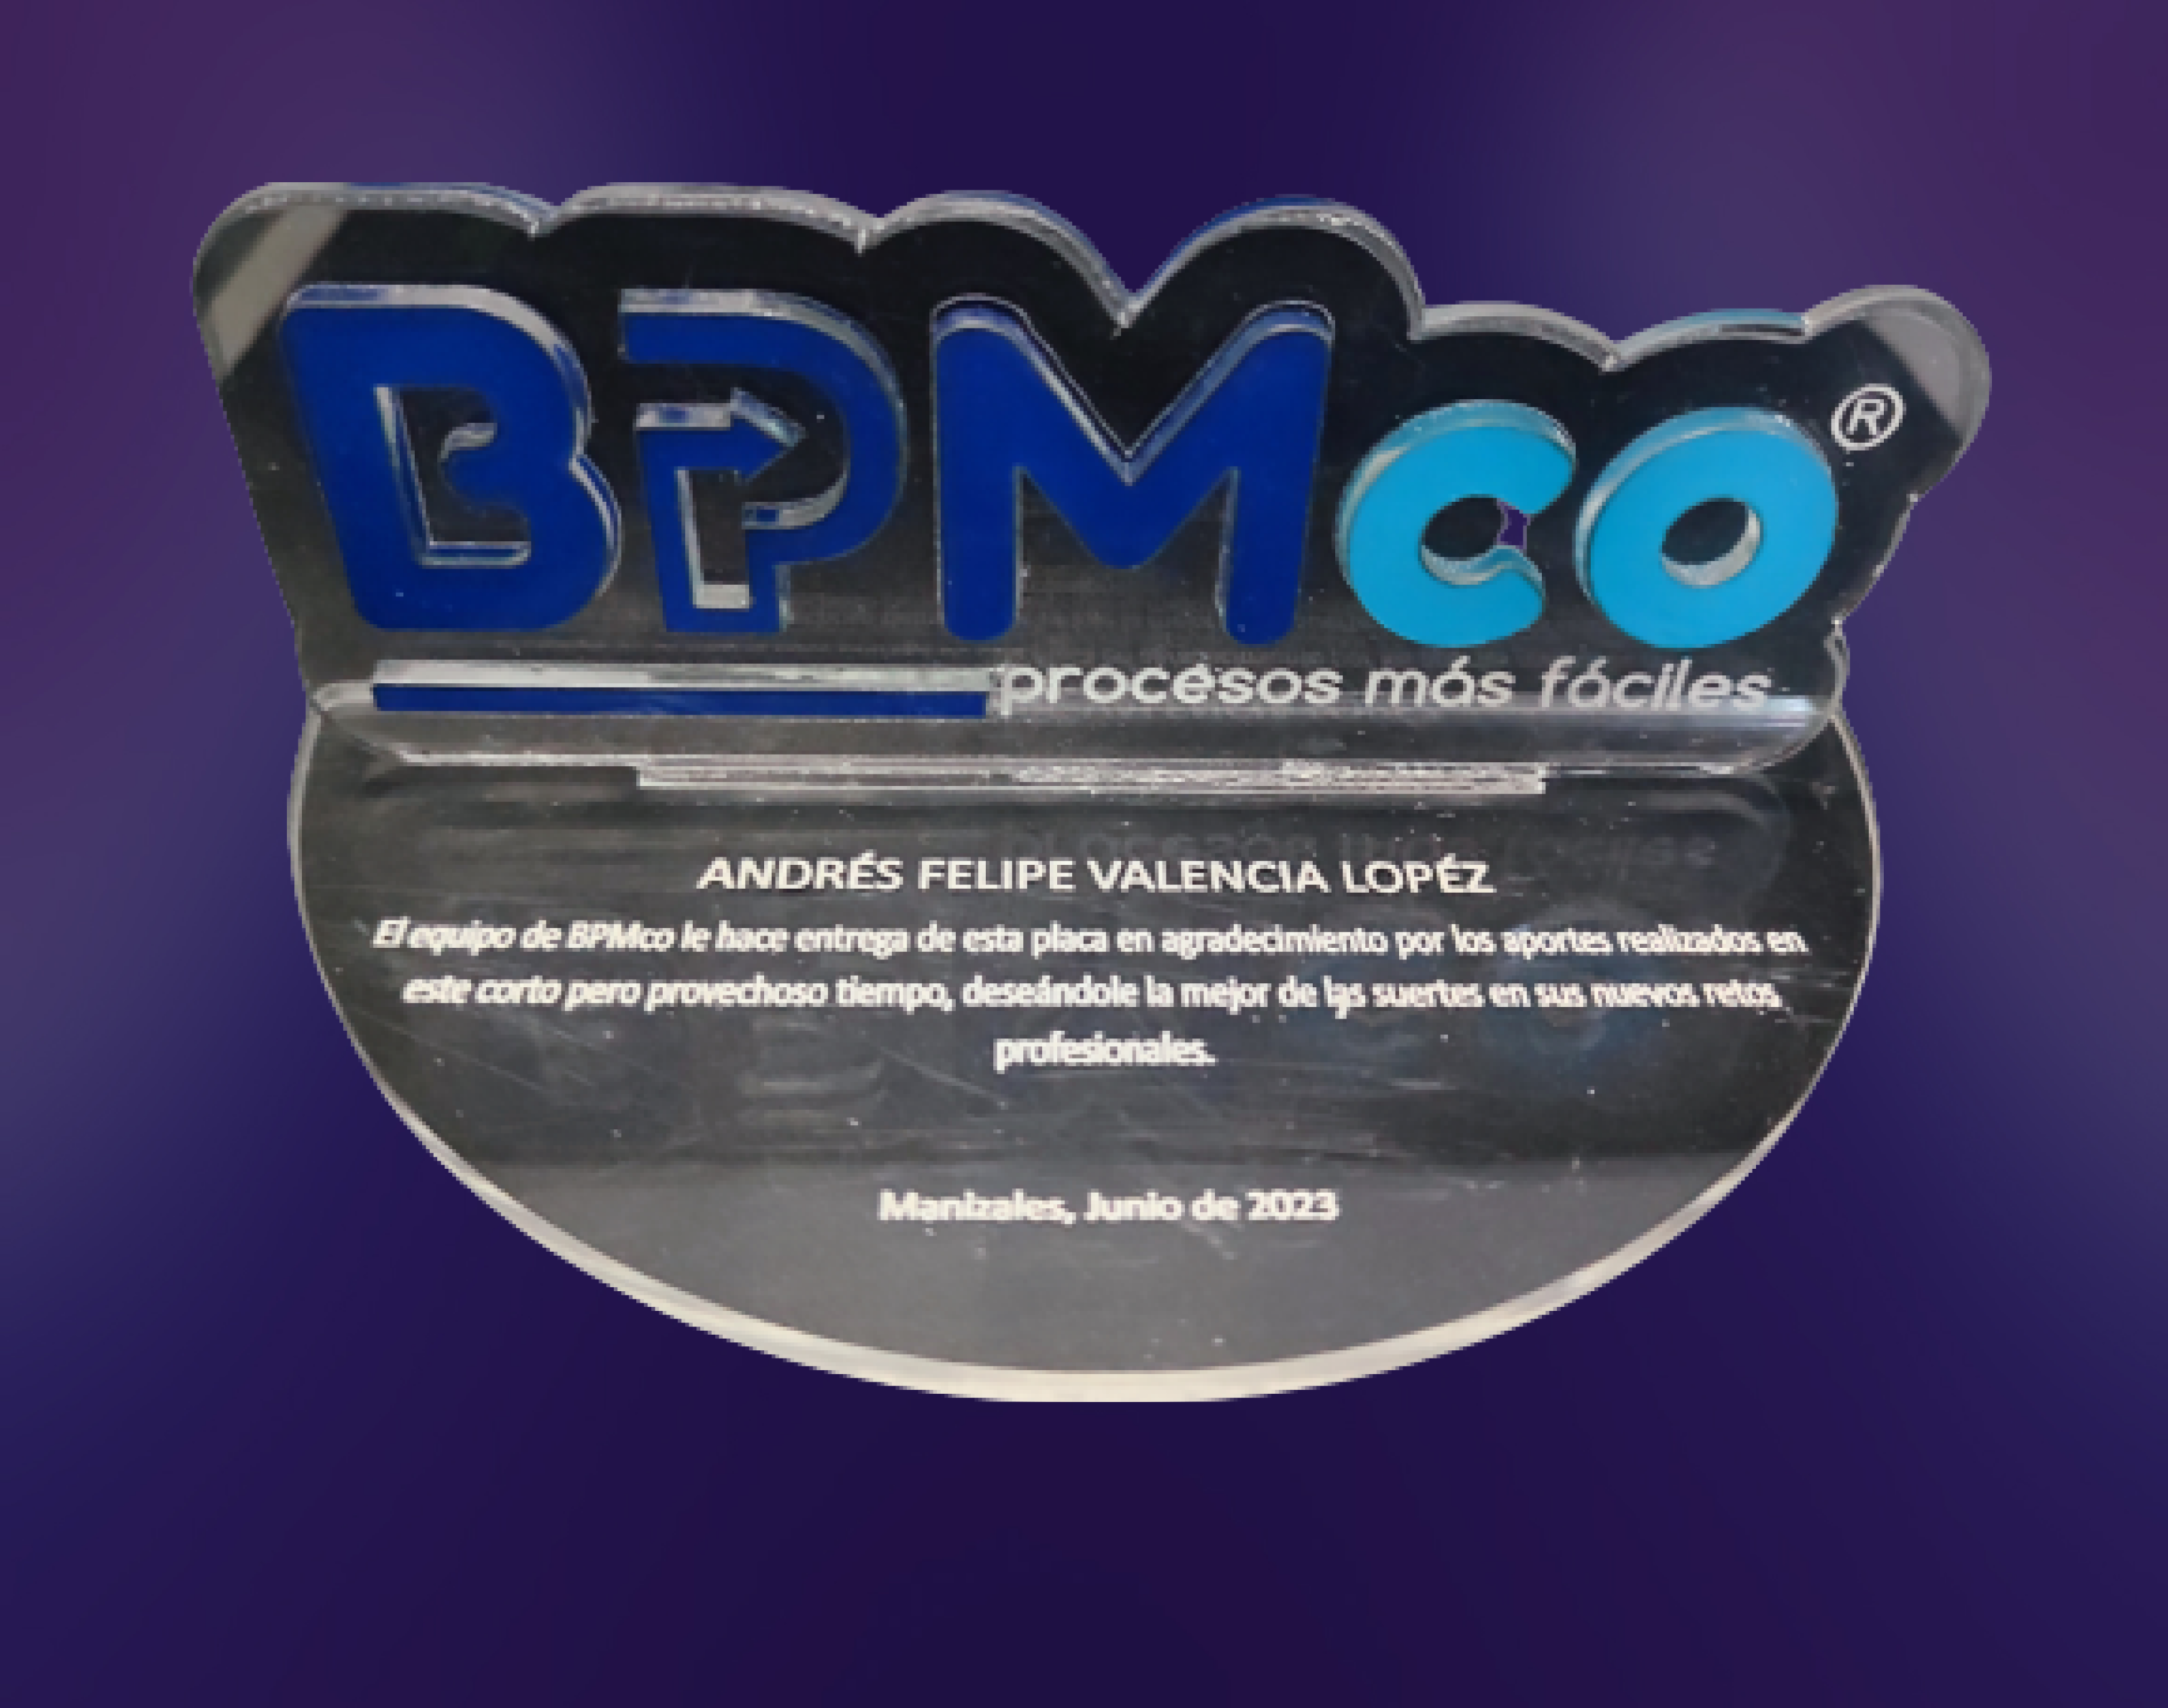 BPMco®
procesos más fáciles
ANDRÉS FELIPE VALENCIA LOPÉZ
El equipo de BPMco le hace entrega de esta placa en agradecimiento por los aportes realizados en
este corto pero provechoso tiempo, deseándole la mejor de las suertes en sus nuevos retos
profesionales.
Manizales, Junio de 2023